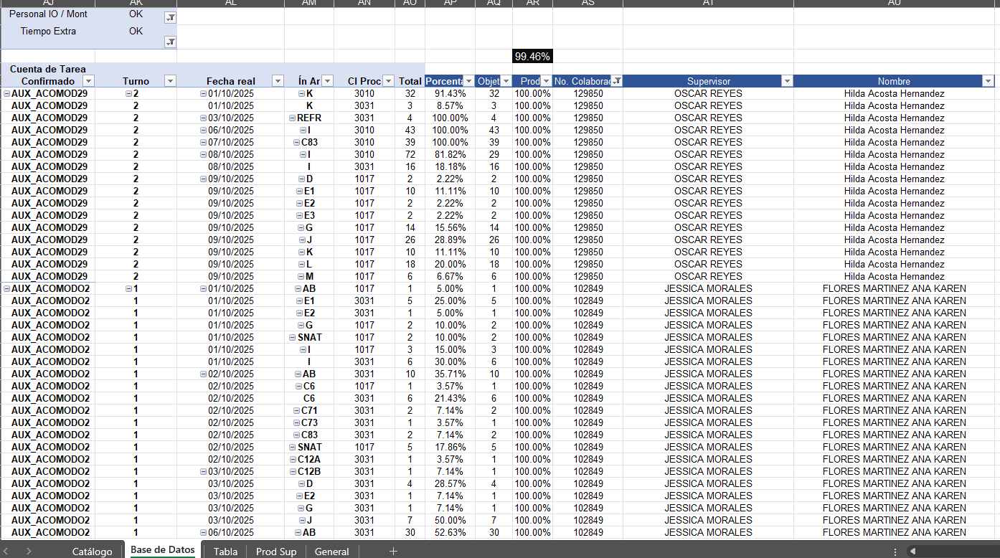 AJ AK AL AM AN AO AP AQ AR AS AT AU
Personal IO / Mont OK
Tiempo Extra OK
99.46%
Cuenta de Tarea
Confirmado Turno Fecha real Ín Ar Cl Proc Total Porcenta Objet Prod No. Colaborac Supervisor Nombre
AUX_ACOMOD29 2 01/10/2025 K 3010 32 91.43% 32 100.00% 129850 OSCAR REYES Hilda Acosta Hernandez
AUX_ACOMOD29 2 01/10/2025 K 3031 3 8.57% 3 100.00% 129850 OSCAR REYES Hilda Acosta Hernandez
AUX_ACOMOD29 2 03/10/2025 REFR 3031 4 100.00% 4 100.00% 129850 OSCAR REYES Hilda Acosta Hernandez
AUX_ACOMOD29 2 06/10/2025 I 3010 43 100.00% 43 100.00% 129850 OSCAR REYES Hilda Acosta Hernandez
AUX_ACOMOD29 2 07/10/2025 C83 3010 39 100.00% 39 100.00% 129850 OSCAR REYES Hilda Acosta Hernandez
AUX_ACOMOD29 2 08/10/2025 I 3010 72 81.82% 29 100.00% 129850 OSCAR REYES Hilda Acosta Hernandez
AUX_ACOMOD29 2 08/10/2025 I 3031 16 18.18% 16 100.00% 129850 OSCAR REYES Hilda Acosta Hernandez
AUX_ACOMOD29 2 09/10/2025 D 1017 2 2.22% 2 100.00% 129850 OSCAR REYES Hilda Acosta Hernandez
AUX_ACOMOD29 2 09/10/2025 E1 1017 10 11.11% 10 100.00% 129850 OSCAR REYES Hilda Acosta Hernandez
AUX_ACOMOD29 2 09/10/2025 E2 1017 2 2.22% 2 100.00% 129850 OSCAR REYES Hilda Acosta Hernandez
AUX_ACOMOD29 2 09/10/2025 E3 1017 2 2.22% 2 100.00% 129850 OSCAR REYES Hilda Acosta Hernandez
AUX_ACOMOD29 2 09/10/2025 G 1017 14 15.56% 14 100.00% 129850 OSCAR REYES Hilda Acosta Hernandez
AUX_ACOMOD29 2 09/10/2025 J 1017 26 28.89% 26 100.00% 129850 OSCAR REYES Hilda Acosta Hernandez
AUX_ACOMOD29 2 09/10/2025 K 1017 10 11.11% 10 100.00% 129850 OSCAR REYES Hilda Acosta Hernandez
AUX_ACOMOD29 2 09/10/2025 L 1017 18 20.00% 18 100.00% 129850 OSCAR REYES Hilda Acosta Hernandez
AUX_ACOMOD29 2 09/10/2025 M 1017 6 6.67% 6 100.00% 129850 OSCAR REYES Hilda Acosta Hernandez
AUX_ACOMODO2 1 01/10/2025 AB 1017 1 5.00% 1 100.00% 102849 JESSICA MORALES FLORES MARTINEZ ANA KAREN
AUX_ACOMODO2 1 01/10/2025 E1 3031 5 25.00% 5 100.00% 102849 JESSICA MORALES FLORES MARTINEZ ANA KAREN
AUX_ACOMODO2 1 01/10/2025 E2 3031 1 5.00% 1 100.00% 102849 JESSICA MORALES FLORES MARTINEZ ANA KAREN
AUX_ACOMODO2 1 01/10/2025 G 1017 2 10.00% 2 100.00% 102849 JESSICA MORALES FLORES MARTINEZ ANA KAREN
AUX_ACOMODO2 1 01/10/2025 SNAT 1017 2 10.00% 2 100.00% 102849 JESSICA MORALES FLORES MARTINEZ ANA KAREN
AUX_ACOMODO2 1 01/10/2025 I 1017 3 15.00% 3 100.00% 102849 JESSICA MORALES FLORES MARTINEZ ANA KAREN
AUX_ACOMODO2 1 01/10/2025 I 3031 6 30.00% 6 100.00% 102849 JESSICA MORALES FLORES MARTINEZ ANA KAREN
AUX_ACOMODO2 1 02/10/2025 AB 3031 10 35.71% 10 100.00% 102849 JESSICA MORALES FLORES MARTINEZ ANA KAREN
AUX_ACOMODO2 1 02/10/2025 C6 1017 1 3.57% 1 100.00% 102849 JESSICA MORALES FLORES MARTINEZ ANA KAREN
AUX_ACOMODO2 1 02/10/2025 C6 3031 6 21.43% 6 100.00% 102849 JESSICA MORALES FLORES MARTINEZ ANA KAREN
AUX_ACOMODO2 1 02/10/2025 C71 3031 2 7.14% 2 100.00% 102849 JESSICA MORALES FLORES MARTINEZ ANA KAREN
AUX_ACOMODO2 1 02/10/2025 C73 3031 1 3.57% 1 100.00% 102849 JESSICA MORALES FLORES MARTINEZ ANA KAREN
AUX_ACOMODO2 1 02/10/2025 C83 3031 2 7.14% 2 100.00% 102849 JESSICA MORALES FLORES MARTINEZ ANA KAREN
AUX_ACOMODO2 1 02/10/2025 SNAT 1017 5 17.86% 5 100.00% 102849 JESSICA MORALES FLORES MARTINEZ ANA KAREN
AUX_ACOMODO2 1 02/10/2025 C12A 3031 1 3.57% 1 100.00% 102849 JESSICA MORALES FLORES MARTINEZ ANA KAREN
AUX_ACOMODO2 1 03/10/2025 C12B 3031 1 7.14% 1 100.00% 102849 JESSICA MORALES FLORES MARTINEZ ANA KAREN
AUX_ACOMODO2 1 03/10/2025 D 3031 4 28.57% 4 100.00% 102849 JESSICA MORALES FLORES MARTINEZ ANA KAREN
AUX_ACOMODO2 1 03/10/2025 E2 3031 1 7.14% 1 100.00% 102849 JESSICA MORALES FLORES MARTINEZ ANA KAREN
AUX_ACOMODO2 1 03/10/2025 G 3031 1 7.14% 1 100.00% 102849 JESSICA MORALES FLORES MARTINEZ ANA KAREN
AUX_ACOMODO2 1 03/10/2025 J 3031 7 50.00% 7 100.00% 102849 JESSICA MORALES FLORES MARTINEZ ANA KAREN
AUX_ACOMODO2 1 06/10/2025 AB 3031 30 52.63% 30 100.00% 102849 JESSICA MORALES FLORES MARTINEZ ANA KAREN
Catálogo Base de Datos Tabla Prod Sup General